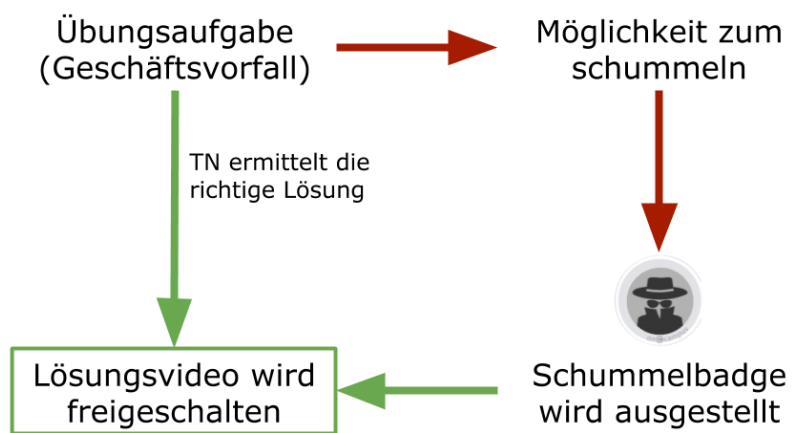 Übungsaufgabe
(Geschäftsvorfall)
Möglichkeit zum
schummeln
TN ermittelt die
richtige Lösung
Lösungsvideo wird
freigeschalten
Schummelbadge
wird ausgestellt